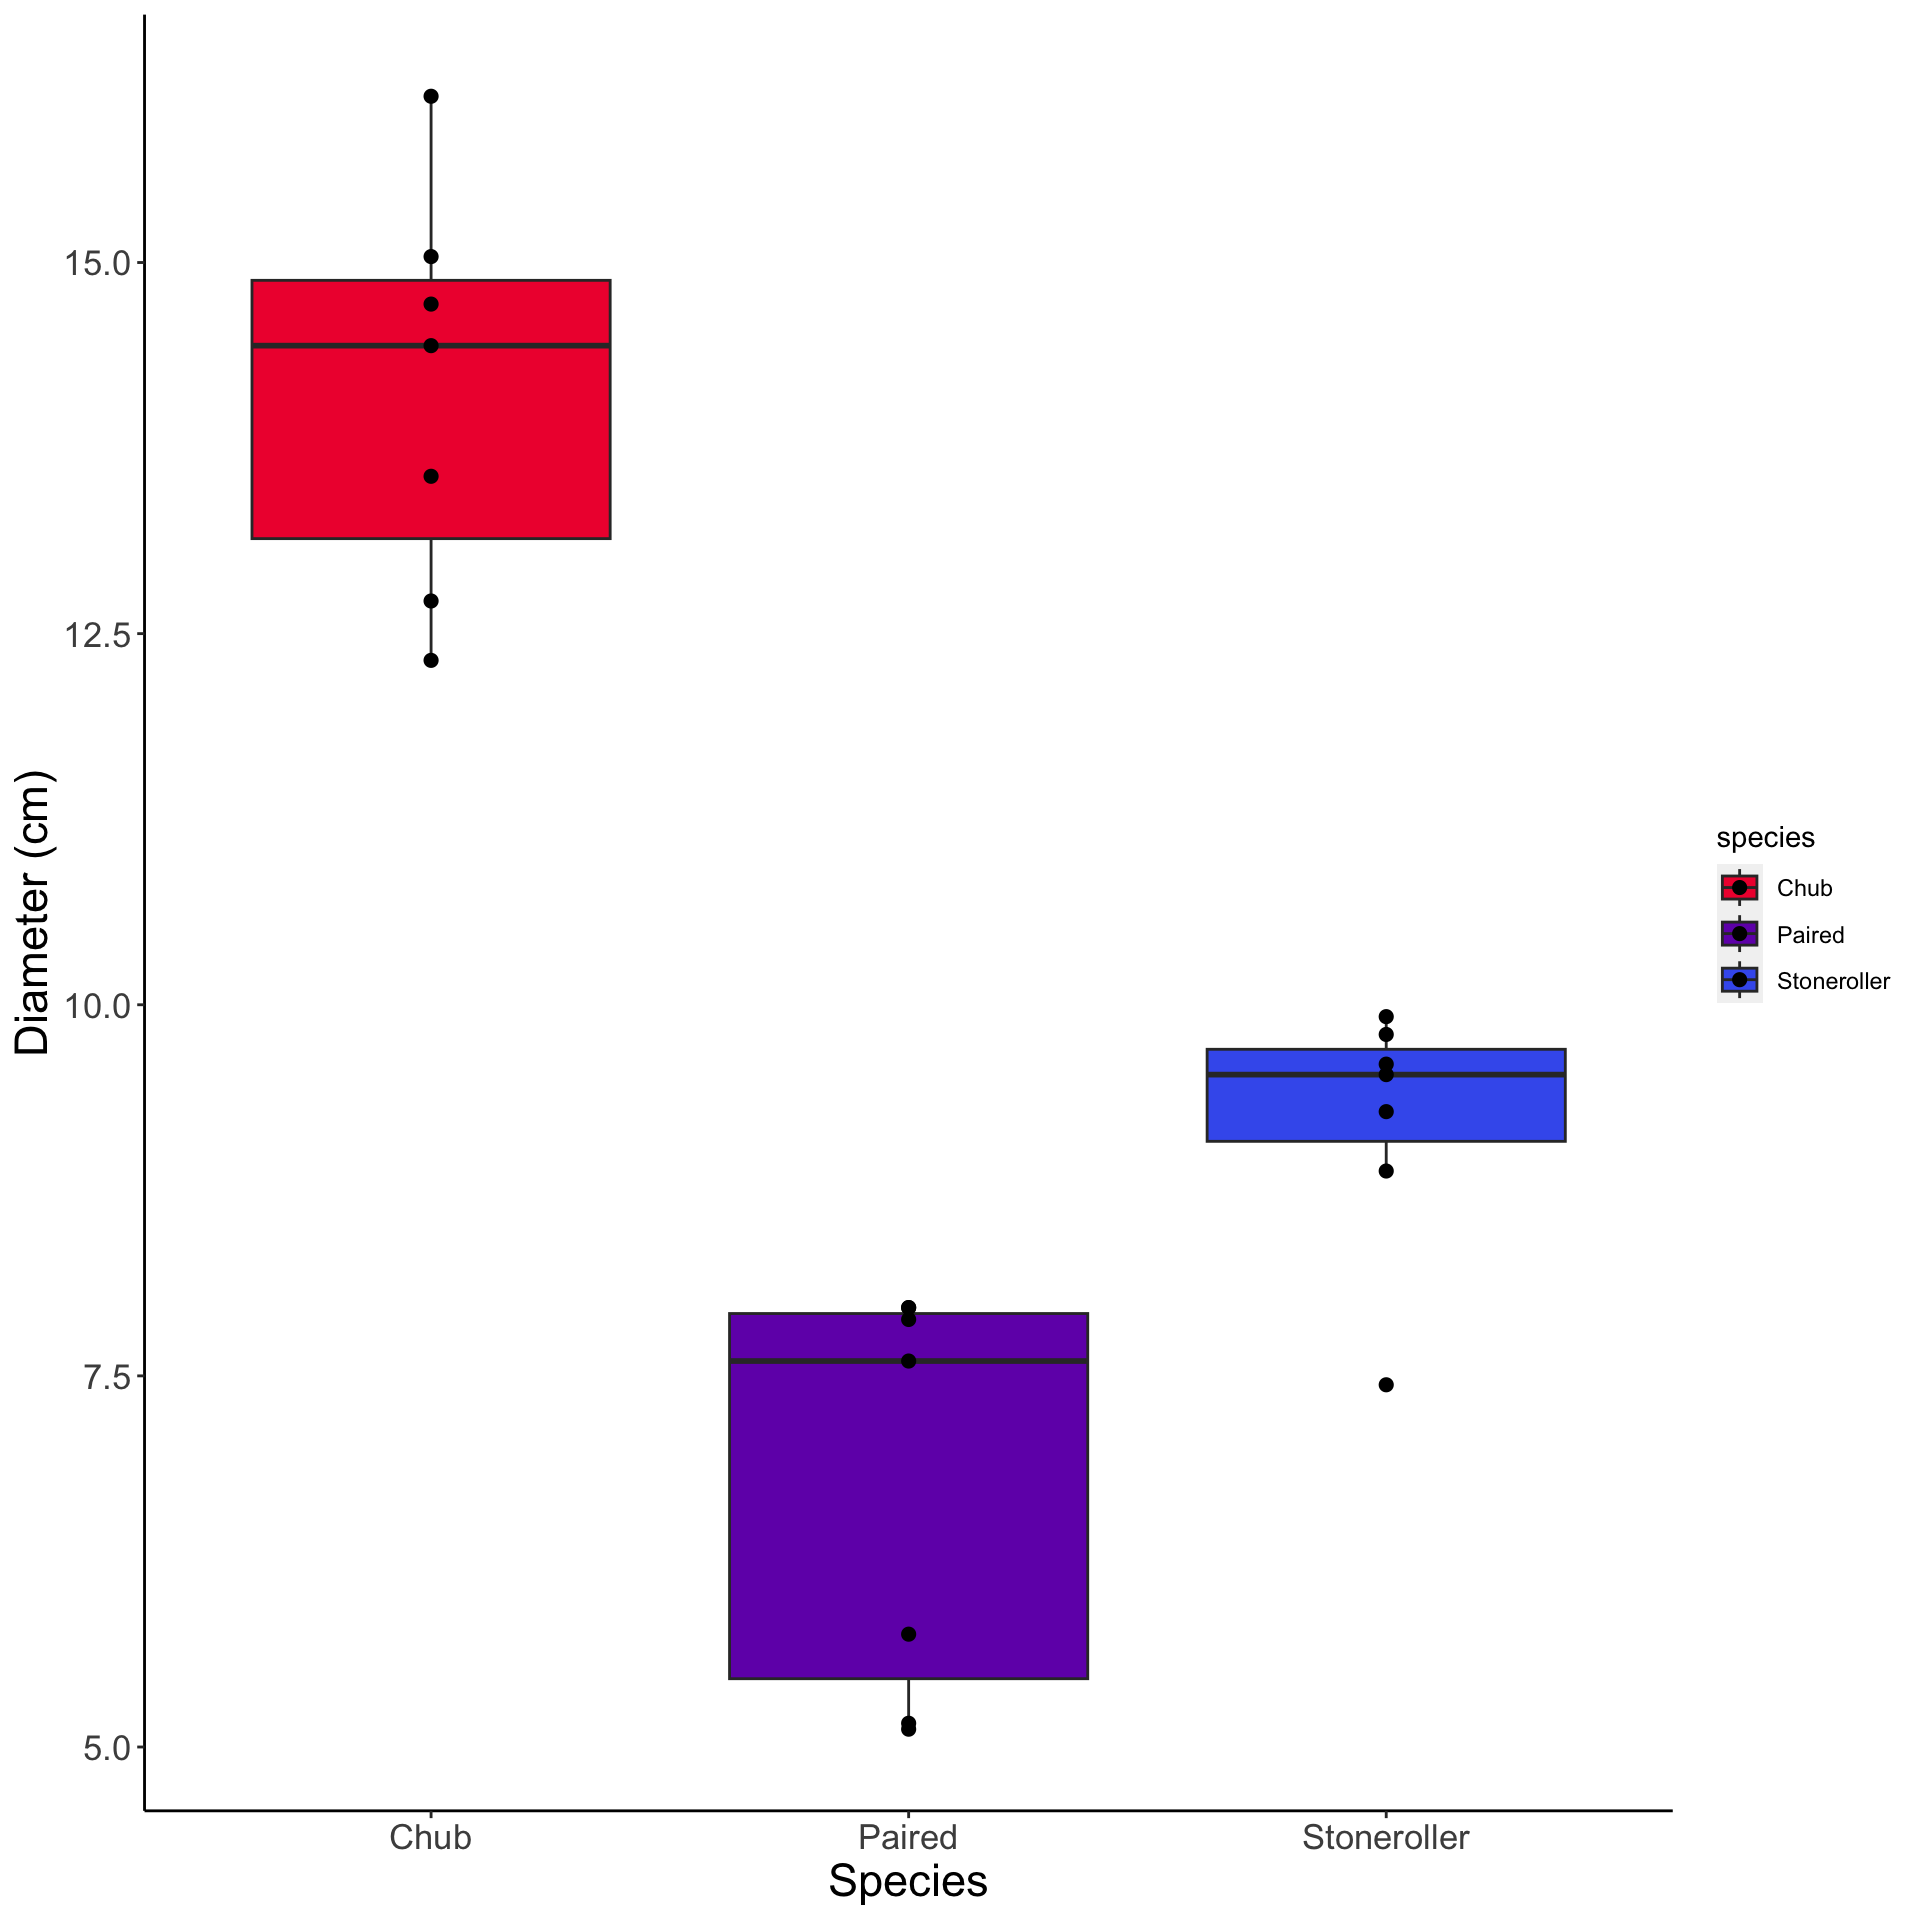 Diameter (cm)
15.0
12.5
10.0
7.5
5.0
Chub
Paired
Stoneroller
Species
species
Chub
Paired
Stoneroller